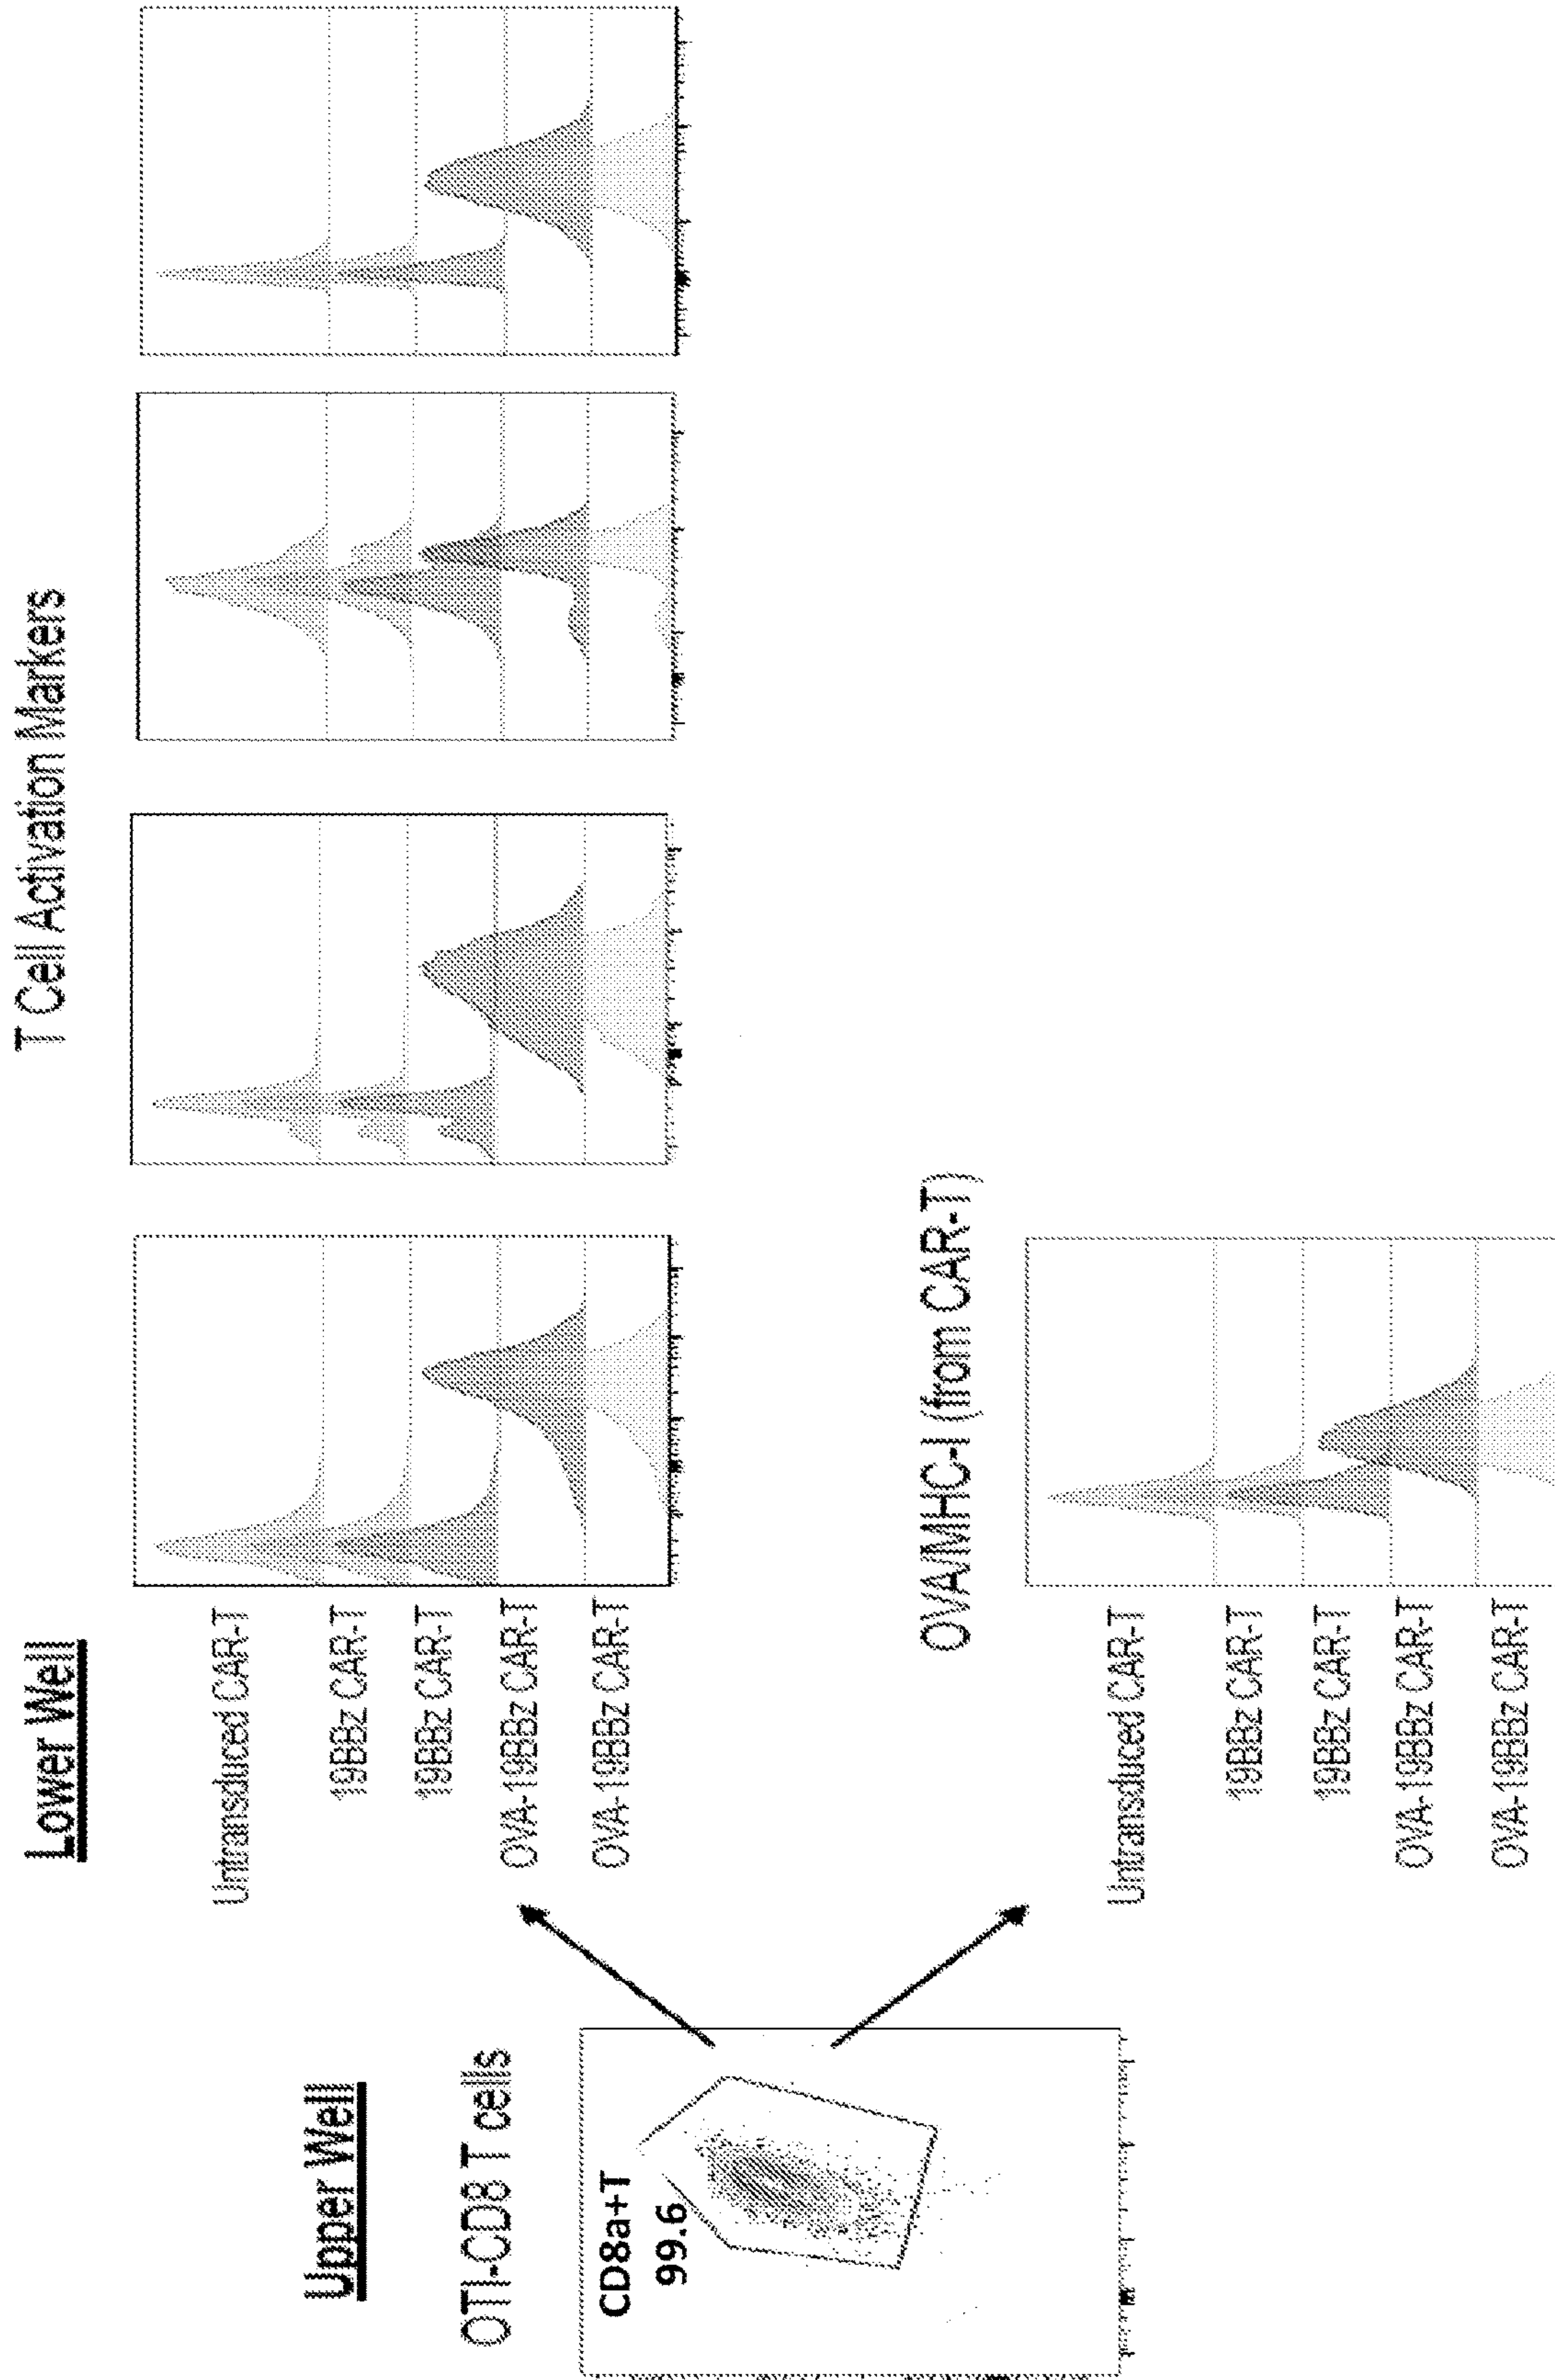 Upper Well
OTI-CD8 T cells
CD8a+T
99.6
Lower Well
T Cell Activation Markers
Untransduced CAR-T
19BBz CAR-T
19BBz CAR-T
OVA-19BBz CAR-T
OVA-19BBz CAR-T
OVA/MHC-I (from CAR-T)
Untransduced CAR-T
19BBz CAR-T
19BBz CAR-T
OVA-19BBz CAR-T
OVA-19BBz CAR-T